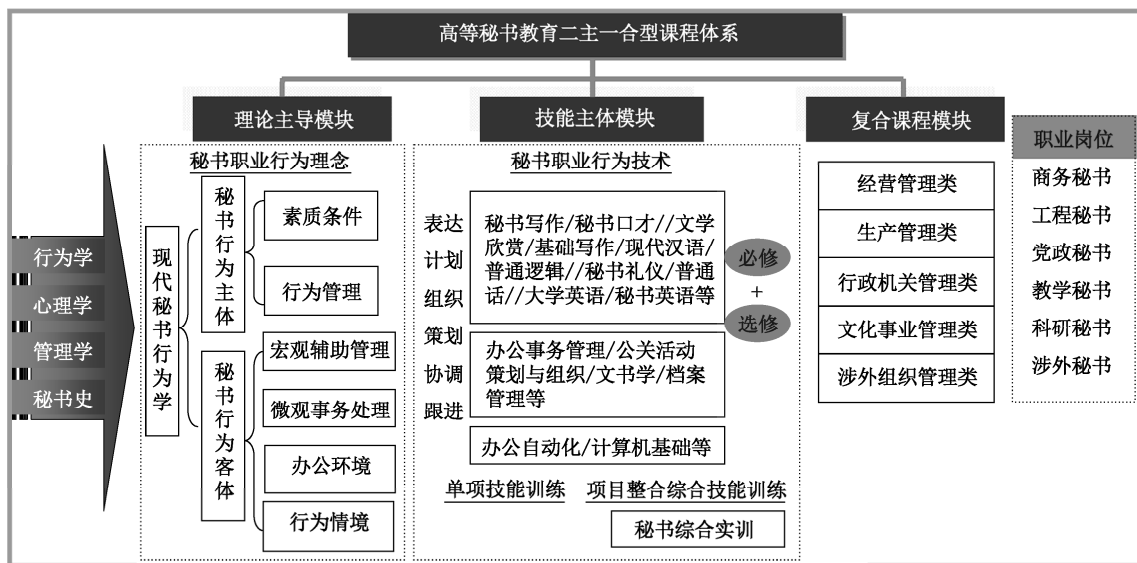 高等秘书教育二主一合型课程体系
理论主导模块
技能主体模块
复合课程模块
行为学
心理学
管理学
秘书史
秘书职业行为理念
现代秘书行为学
秘书行为主体
素质条件
行为管理
秘书行为客体
宏观辅助管理
微观事务处理
办公环境
行为情境
秘书职业行为技术
表达
计划
组织
策划
协调
跟进
秘书写作/秘书口才//文学
欣赏/基础写作/现代汉语/
普通逻辑//秘书礼仪/普通
话//大学英语/秘书英语等
办公事务管理/公关活动
策划与组织/文书学/档案
管理等
办公自动化/计算机基础等
必修
+
选修
单项技能训练
项目整合综合技能训练
秘书综合实训
经营管理类
生产管理类
行政机关管理类
文化事业管理类
涉外组织管理类
职业岗位
商务秘书
工程秘书
党政秘书
教学秘书
科研秘书
涉外秘书